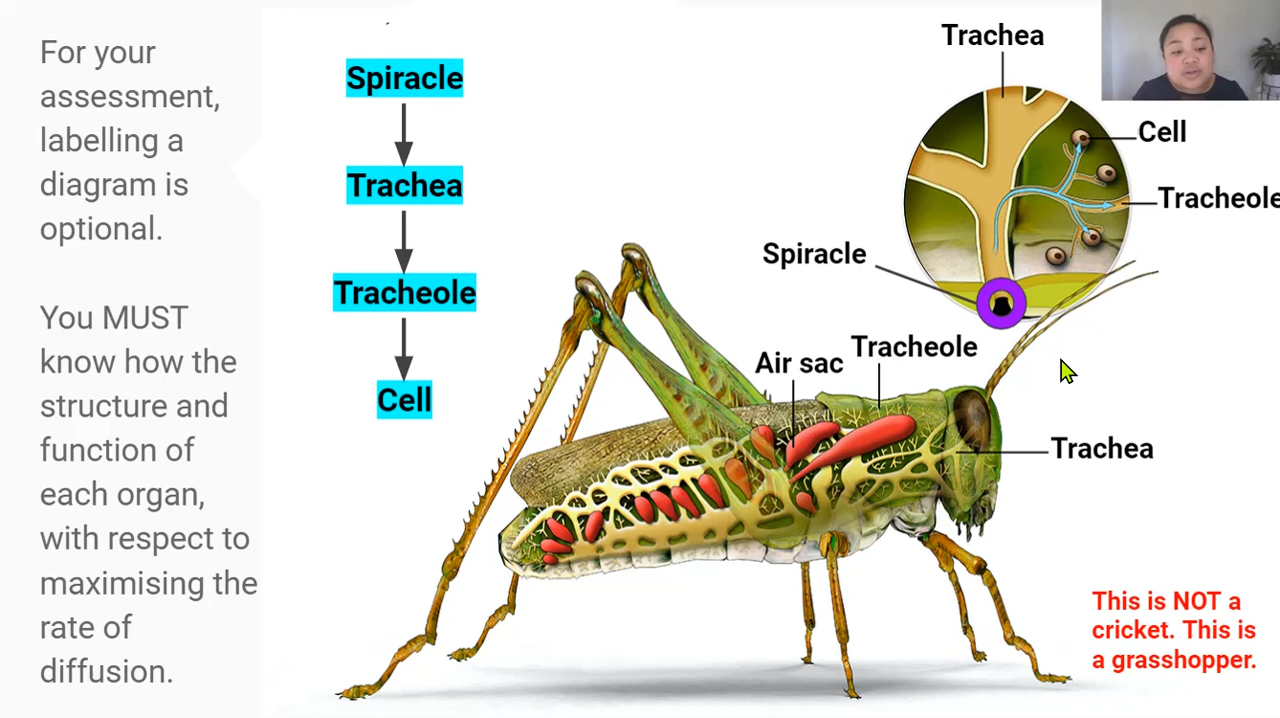 For your
assessment,
labelling a
diagram is
optional.
You MUST
know how the
structure and
function of
each organ,
with respect to
maximising the
rate of
diffusion.
Spiracle
Trachea
Tracheole
Cell
Trachea
Cell
Tracheole
Spiracle
Air sac
Tracheole
Trachea
This is NOT a
cricket. This is
a grasshopper.